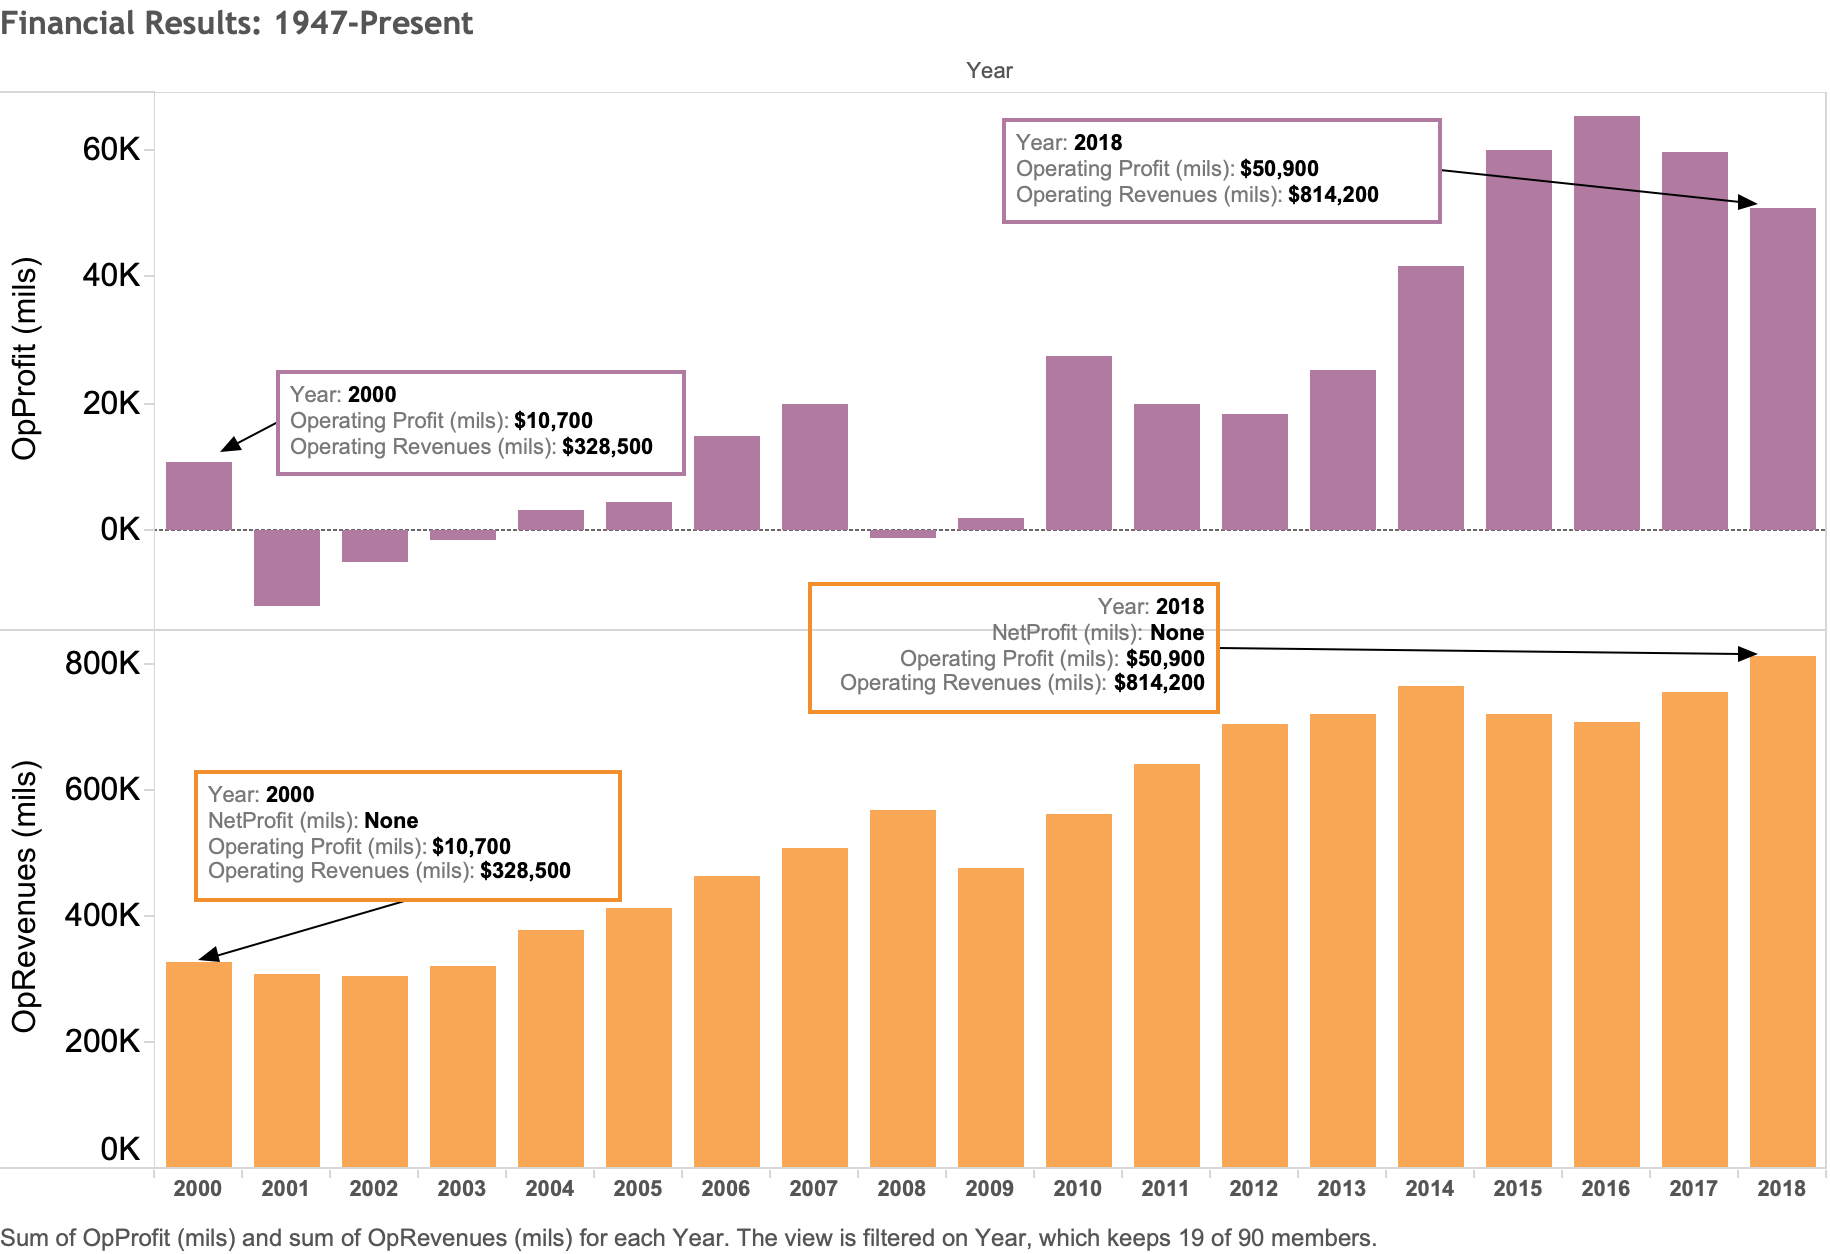 Financial Results: 1947-Present
Year
OpProfit (mils)
60K
40K
20K
0K
Year: 2018
Operating Profit (mils): $50,900
Operating Revenues (mils): $814,200
Year: 2000
Operating Profit (mils): $10,700
Operating Revenues (mils): $328,500
OpRevenues (mils)
800K
600K
400K
200K
0K
Year: 2018
NetProfit (mils): None
Operating Profit (mils): $50,900
Operating Revenues (mils): $814,200
Year: 2000
NetProfit (mils): None
Operating Profit (mils): $10,700
Operating Revenues (mils): $328,500
2000 2001 2002 2003 2004 2005 2006 2007 2008 2009 2010 2011 2012 2013 2014 2015 2016 2017 2018
Sum of OpProfit (mils) and sum of OpRevenues (mils) for each Year. The view is filtered on Year, which keeps 19 of 90 members.